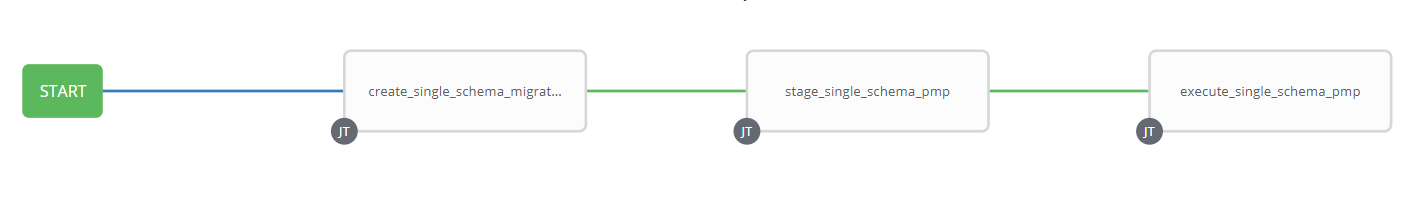 START
create_single_schema_migrat...
JT
stage_single_schema_pmp
JT
execute_single_schema_pmp
JT